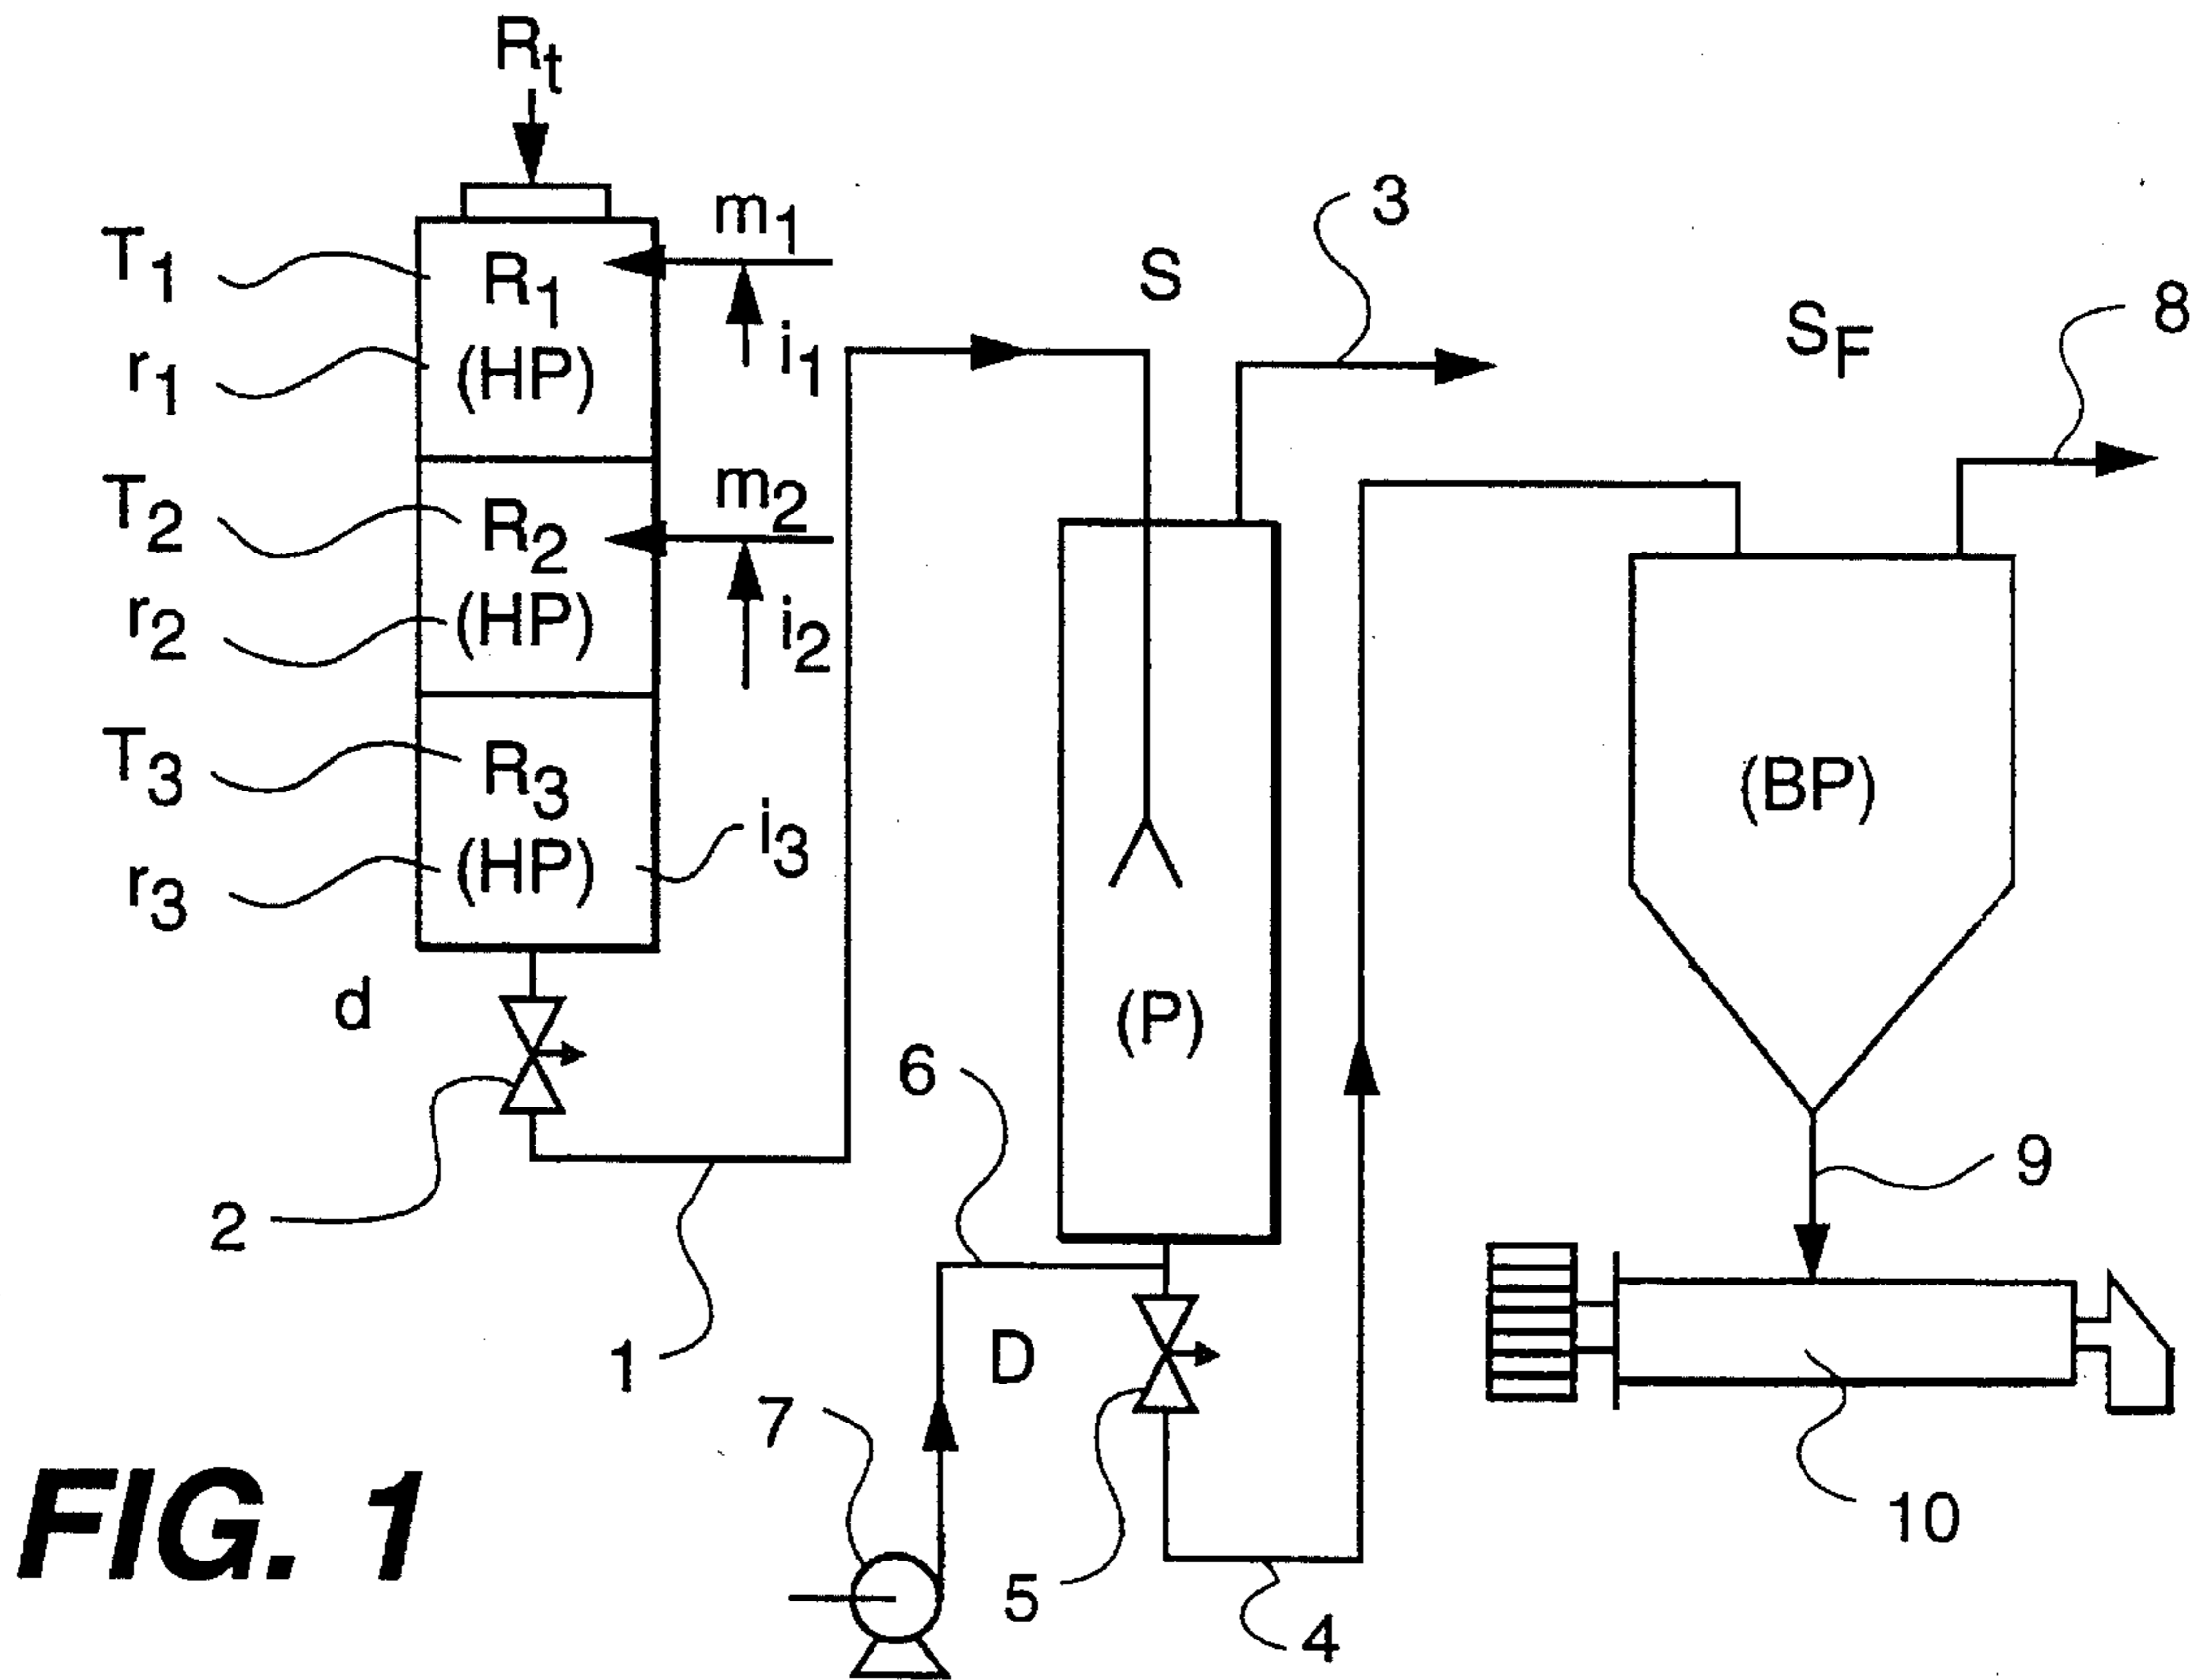 Rt
T1
R1
(HP)
r1
m1
i1
T2
R2
(HP)
r2
m2
i2
T3
R3
(HP)
r3
i3
d
2
1
S
3
(P)
6
D
7
5
4
SF
8
(BP)
9
10
FIG. 1